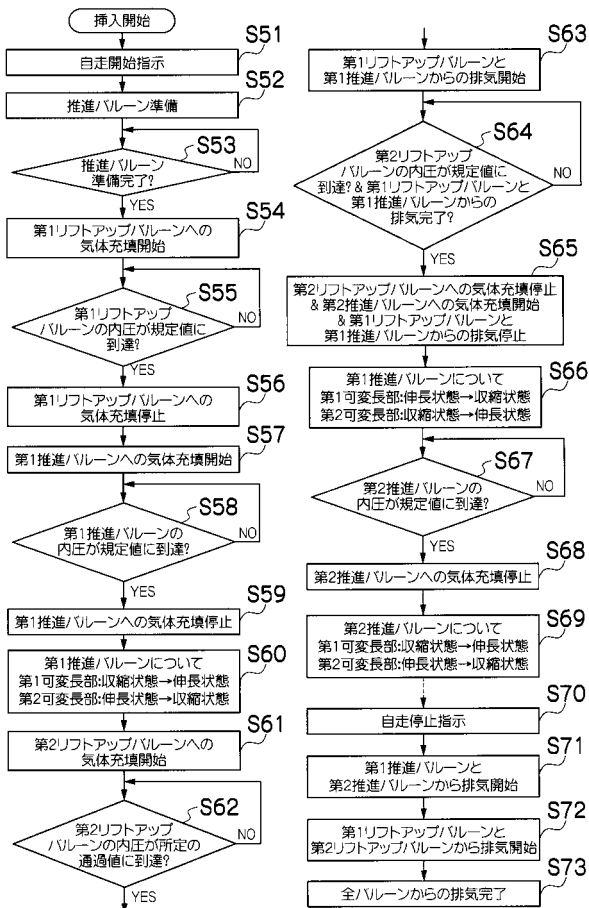 挿入開始
S51
自走開始指示
S52
推進バルーン準備
S53
推進バルーン
準備完了?
NO
YES
S54
第1リフトアップバルーンへの
気体充填開始
S55
第1リフトアップ
バルーンの内圧が規定値に
到達?
NO
YES
S56
第1リフトアップバルーンへの
気体充填停止
S57
第1推進バルーンへの気体充填開始
S58
第1推進バルーンの
内圧が規定値に到達?
NO
YES
S59
第1推進バルーンへの気体充填停止
S60
第1推進バルーンについて
第1可変長部:収縮状態→伸長状態
第2可変長部:伸長状態→収縮状態
S61
第2リフトアップバルーンへの
気体充填開始
S62
第2リフトアップ
バルーンの内圧が所定の
通過値に到達?
NO
YES
S63
第1リフトアップバルーンと
第1推進バルーンからの排気開始
S64
第2リフトアップ
バルーンの内圧が規定値に
到達?&第1リフトアップバルーンと
第1推進バルーンからの
排気完了?
NO
YES
S65
第2リフトアップバルーンへの気体充填停止
&第2推進バルーンへの気体充填開始
&第1リフトアップバルーンと
第1推進バルーンからの排気停止
S66
第1推進バルーンについて
第1可変長部:伸長状態→収縮状態
第2可変長部:収縮状態→伸長状態
S67
第2推進バルーンの
内圧が規定値に到達?
NO
YES
S68
第2推進バルーンへの気体充填停止
S69
第2推進バルーンについて
第1可変長部:収縮状態→伸長状態
第2可変長部:伸長状態→収縮状態
S70
自走停止指示
S71
第1推進バルーンと
第2推進バルーンから排気開始
S72
第1リフトアップバルーンと
第2リフトアップバルーンから排気開始
S73
全バルーンからの排気完了